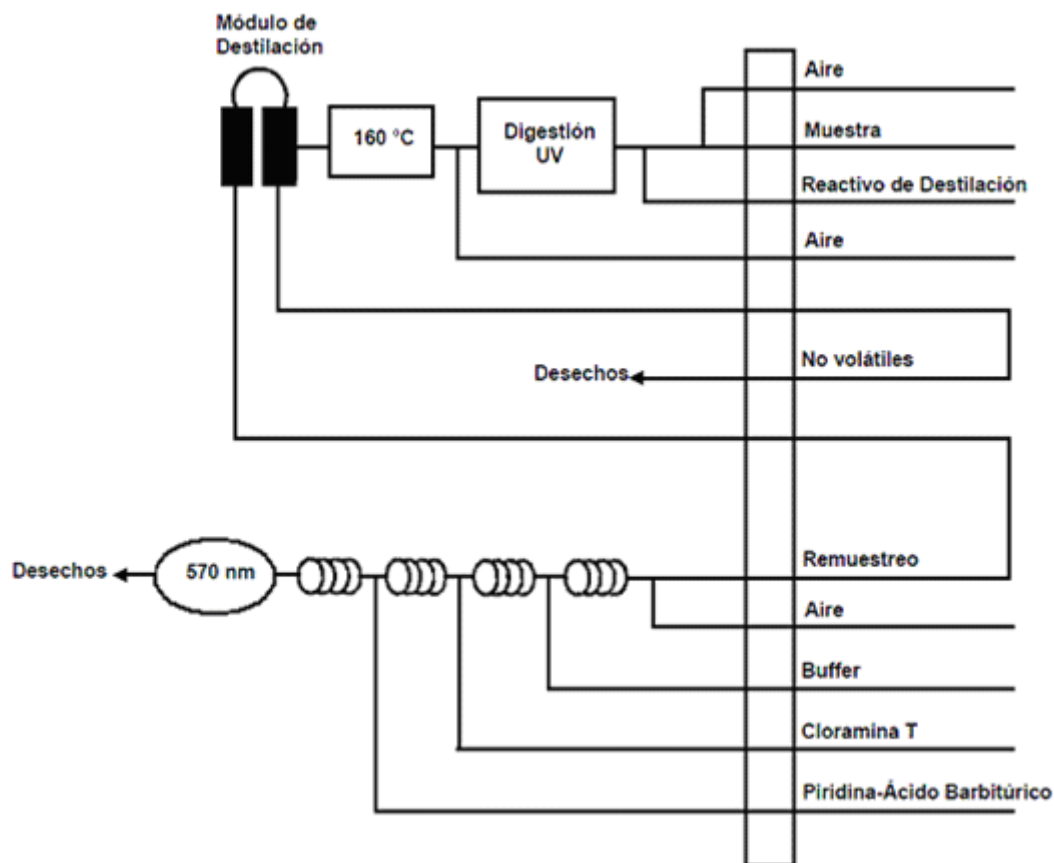 Módulo de
Destilación
Aire
160 °C
Digestión
UV
Muestra
Reactivo de Destilación
Aire
No volátiles
Desechos
Desechos
570 nm
Remuestreo
Aire
Buffer
Cloramina T
Piridina-Ácido Barbitúrico